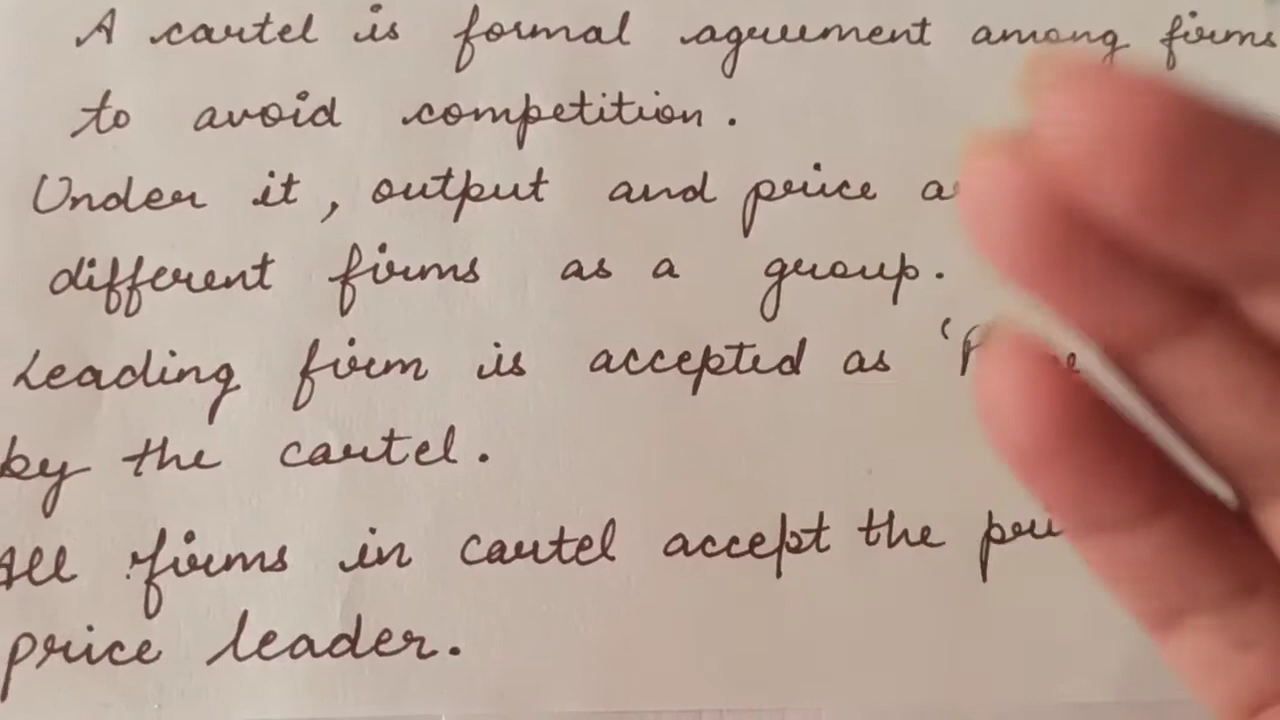 A cartel is formal agreement among firms
to avoid competition.
Under it, output and price
different firms as a group.
Leading firm is accepted as
by the cartel.
All firms in cartel accept the
price leader.